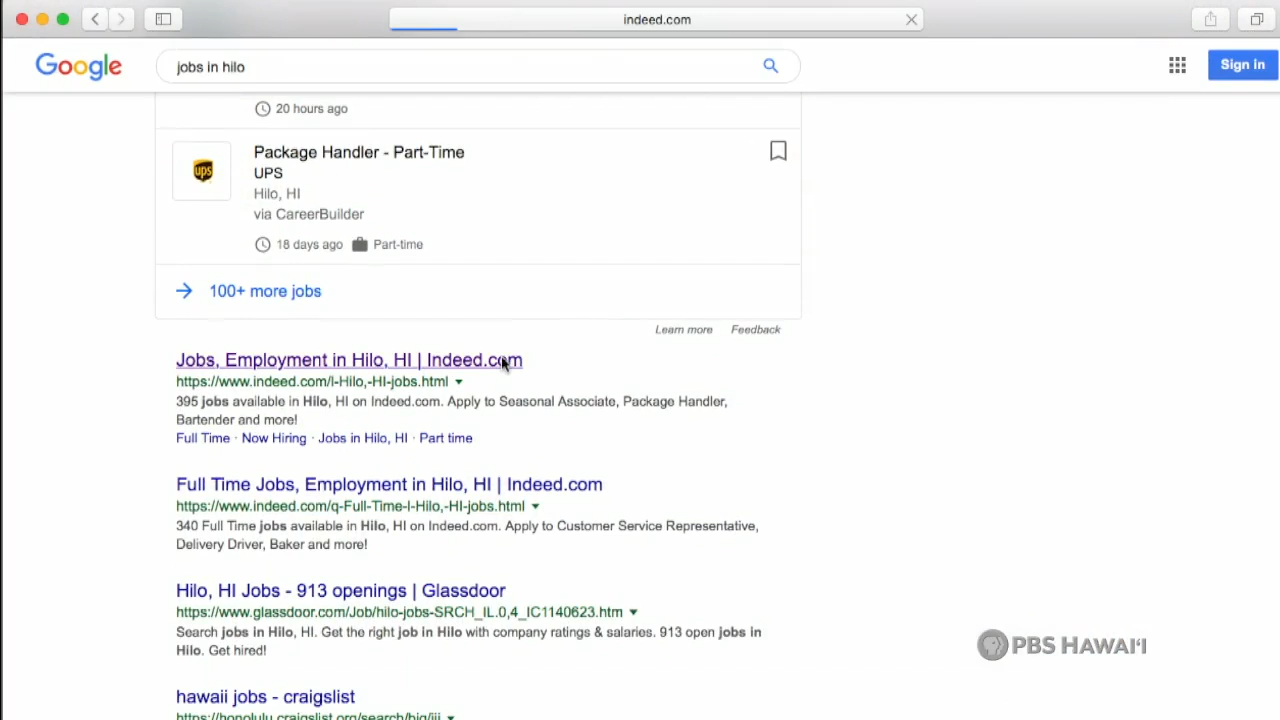 indeed.com
Google
jobs in hilo
Sign in
20 hours ago
ups
Package Handler - Part-Time
UPS
Hilo, HI
via CareerBuilder
18 days ago Part-time
100+ more jobs
Learn more Feedback
Jobs, Employment in Hilo, HI | Indeed.com
https://www.indeed.com/l-Hilo,-HI-jobs.html
395 jobs available in Hilo, HI on Indeed.com. Apply to Seasonal Associate, Package Handler,
Bartender and more!
Full Time · Now Hiring · Jobs in Hilo, HI · Part time
Full Time Jobs, Employment in Hilo, HI | Indeed.com
https://www.indeed.com/q-Full-Time-l-Hilo,-HI-jobs.html
340 Full Time jobs available in Hilo, HI on Indeed.com. Apply to Customer Service Representative,
Delivery Driver, Baker and more!
Hilo, HI Jobs - 913 openings | Glassdoor
https://www.glassdoor.com/Job/hilo-jobs-SRCH_IL.0,4_IC1140623.htm
Search jobs in Hilo, HI. Get the right job in Hilo with company ratings & salaries. 913 open jobs in
Hilo. Get hired!
PBS HAWAIʻI
hawaii jobs - craigslist
https://honolulu.craigslist.org/search/big/jjj